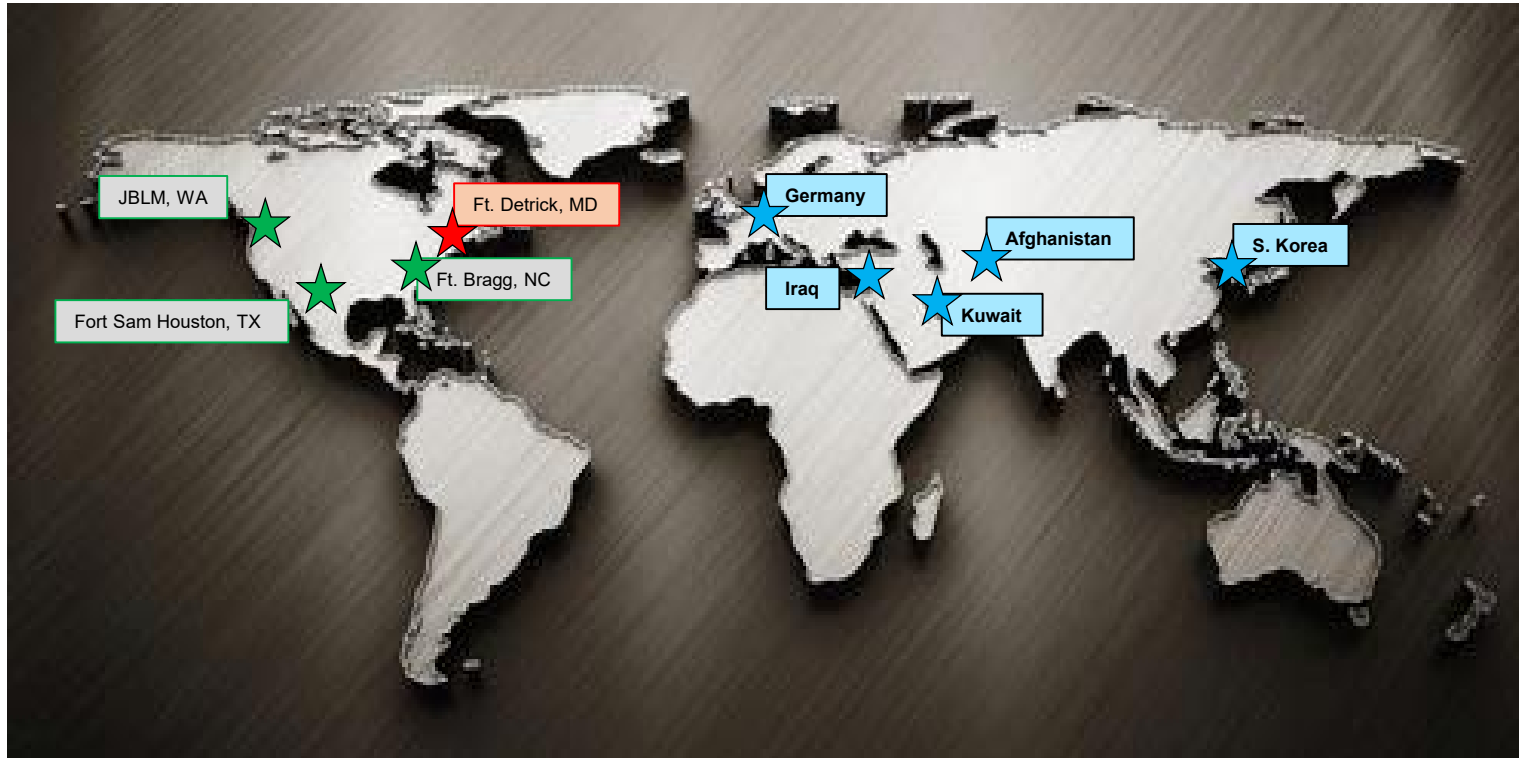 JBLM, WA
Ft. Detrick, MD
Ft. Bragg, NC
Fort Sam Houston, TX
Germany
Afghanistan
S. Korea
Iraq
Kuwait